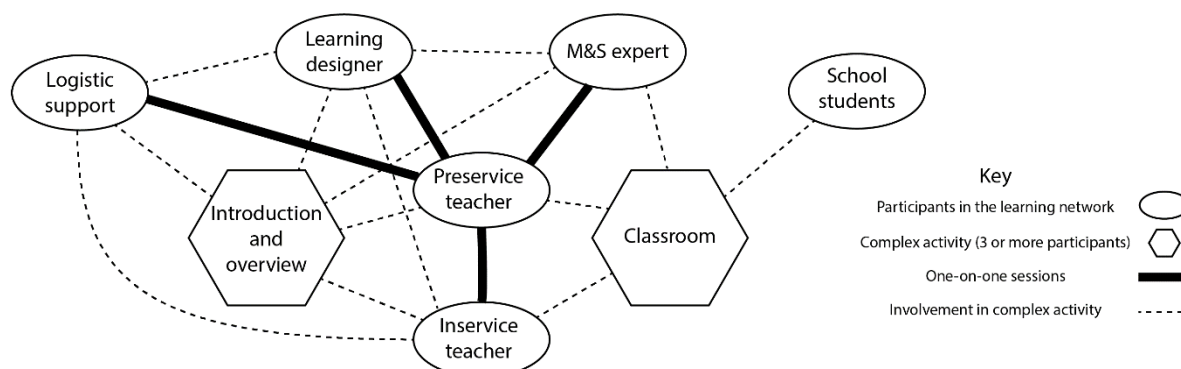 Learning
designer
M&S expert
Logistic
support
School
students
Preservice
teacher
Introduction
and
overview
Classroom
Inservice
teacher
Key
Participants in the learning network
Complex activity (3 or more participants)
One-on-one sessions
Involvement in complex activity